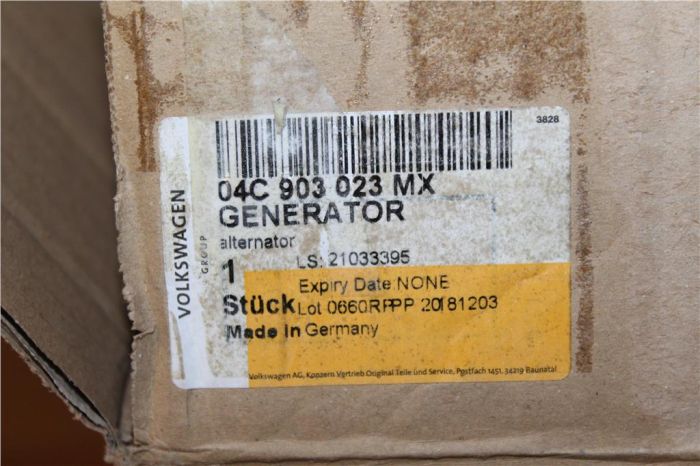 3828
04C 903 023 MX
GENERATOR
alternator
1
LS: 21033395
Expiry Date:NONE
Stück Lot 0660RPPP 20181203
Made In Germany
Volkswagen AG, Konzern Vertrieb Original Teile und Service, Postfach 1451, 34219 Baunatal
VOLKSWAGEN
GROUP